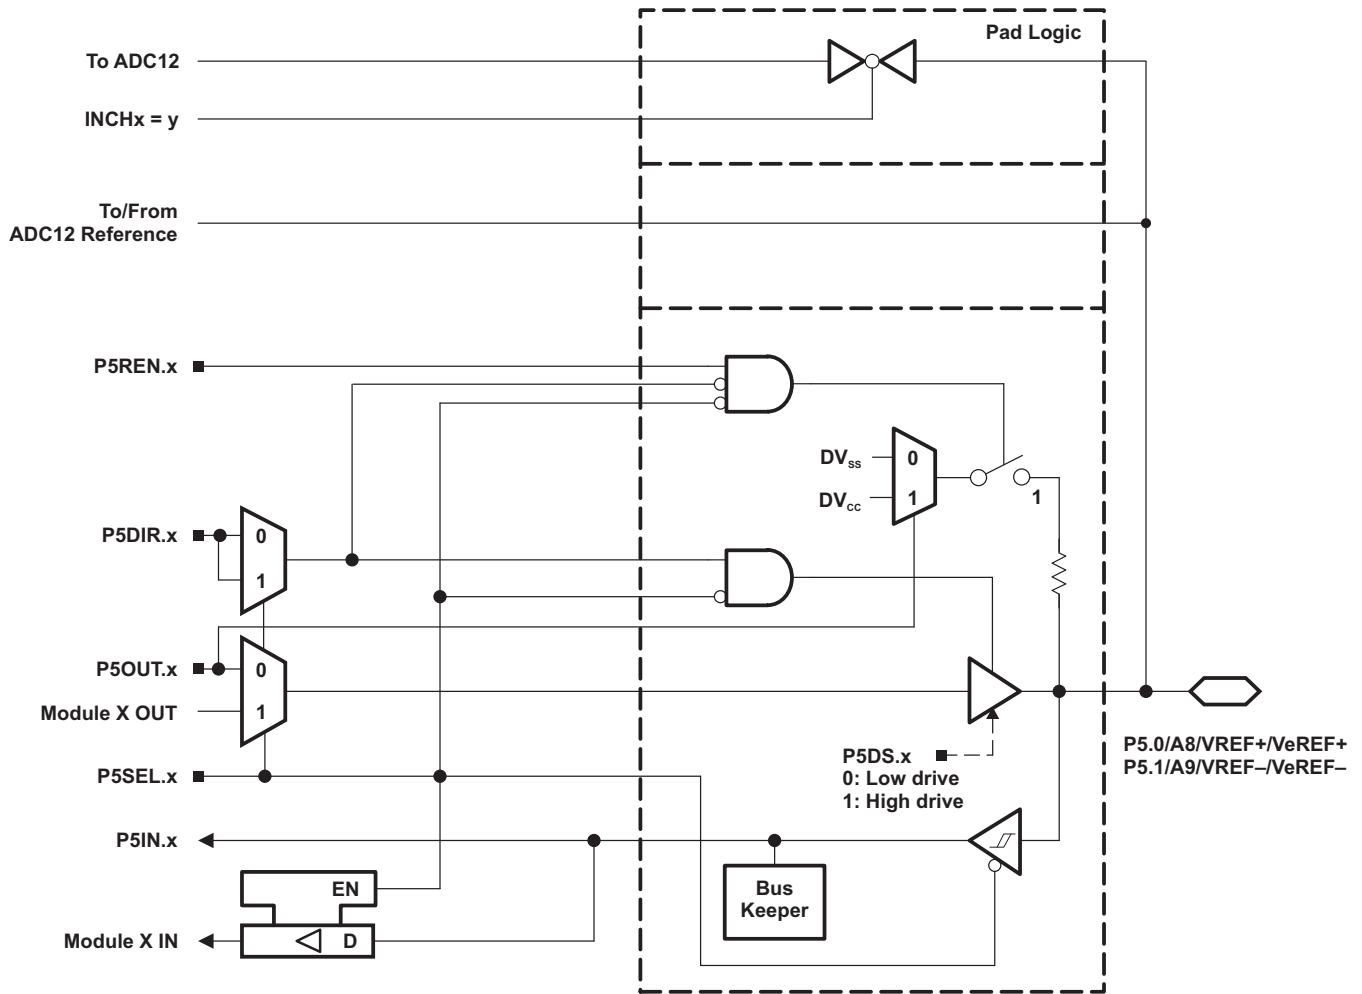 Pad Logic
To ADC12
INCHx = y
To/From
ADC12 Reference
P5REN.x
DVss
0
DVcc
1
1
P5DIR.x
0
1
P5OUT.x
0
Module X OUT
1
P5SEL.x
P5DS.x
0: Low drive
1: High drive
P5.0/A8/VREF+/VeREF+
P5.1/A9/VREF–/VeREF–
P5IN.x
Bus
Keeper
EN
Module X IN
D